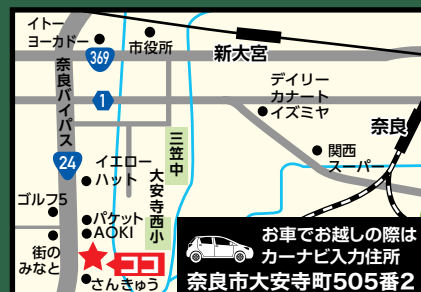 イトー
ヨーカドー
市役所
新大宮
369
奈良バイパス
1
デイリー
カナート
イズミヤ
奈良
三笠中
関西
スーパー
24
イエロー
ハット
大安寺西小
ゴルフ5
パケット
AOKI
街の
みなと
ココ
さんきゅう
お車でお越しの際は
カーナビ入力住所
奈良市大安寺町505番2